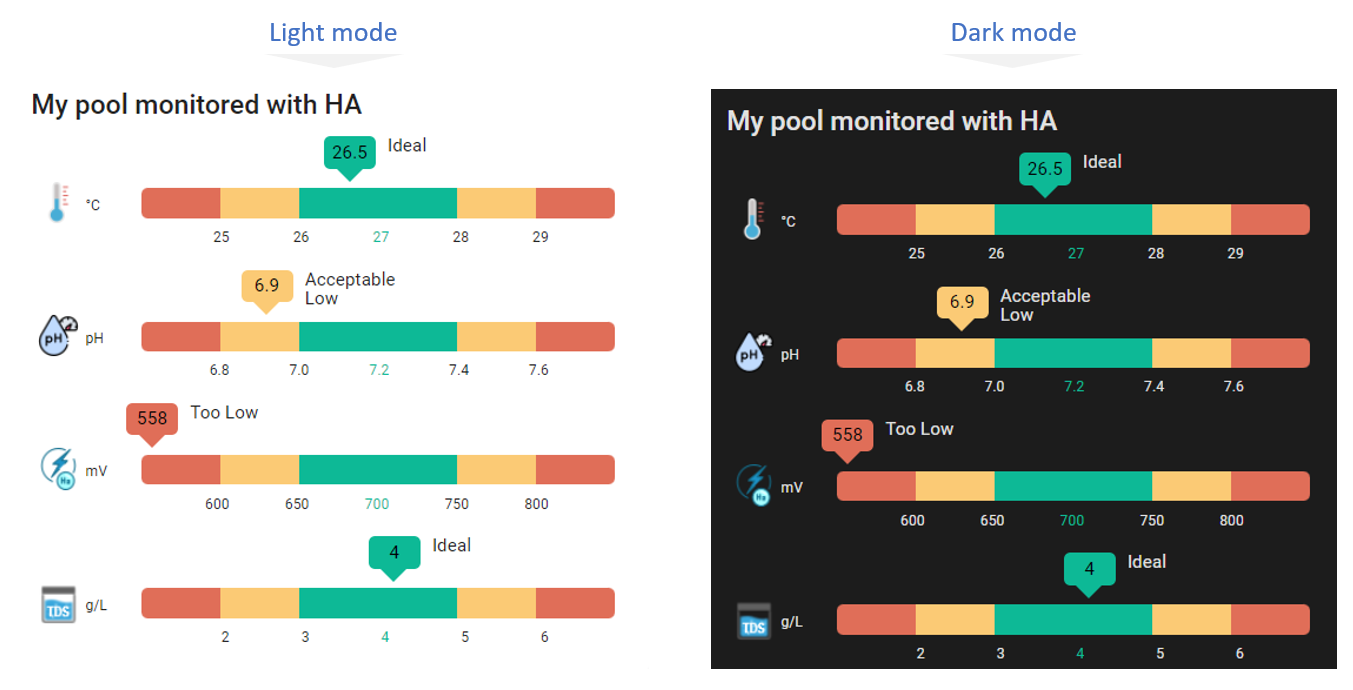 Light mode
My pool monitored with HA
26.5 Ideal
°C
25 26 27 28 29
6.9 Acceptable
Low
pH pH
6.8 7.0 7.2 7.4 7.6
558 Too Low
mV
600 650 700 750 800
4 Ideal
TDS g/L
2 3 4 5 6
Dark mode
My pool monitored with HA
26.5 Ideal
°C
25 26 27 28 29
6.9 Acceptable
Low
pH pH
6.8 7.0 7.2 7.4 7.6
558 Too Low
mV
600 650 700 750 800
4 Ideal
TDS g/L
2 3 4 5 6